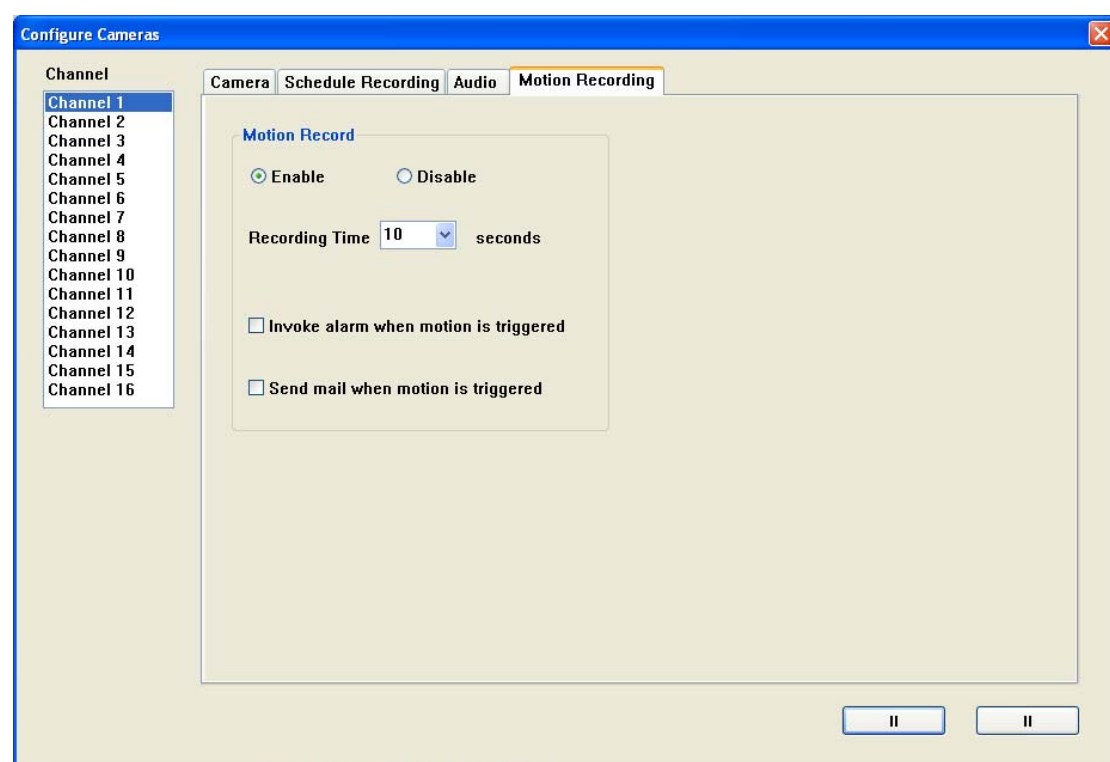 Configure Cameras
Channel
Channel 1
Channel 2
Channel 3
Channel 4
Channel 5
Channel 6
Channel 7
Channel 8
Channel 9
Channel 10
Channel 11
Channel 12
Channel 13
Channel 14
Channel 15
Channel 16
Camera Schedule Recording Audio Motion Recording
Motion Record
Enable Disable
Recording Time 10 seconds
Invoke alarm when motion is triggered
Send mail when motion is triggered
II II